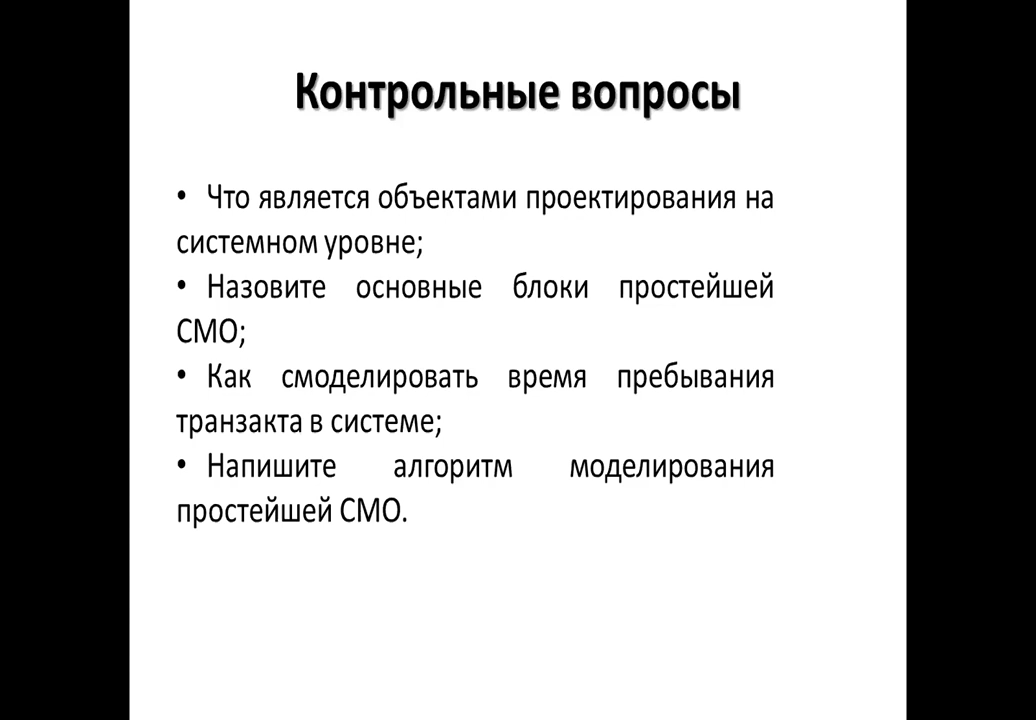 Контрольные вопросы
• Что является объектами проектирования на
системном уровне;
• Назовите основные блоки простейшей
СМО;
• Как смоделировать время пребывания
транзакта в системе;
• Напишите алгоритм моделирования
простейшей СМО.